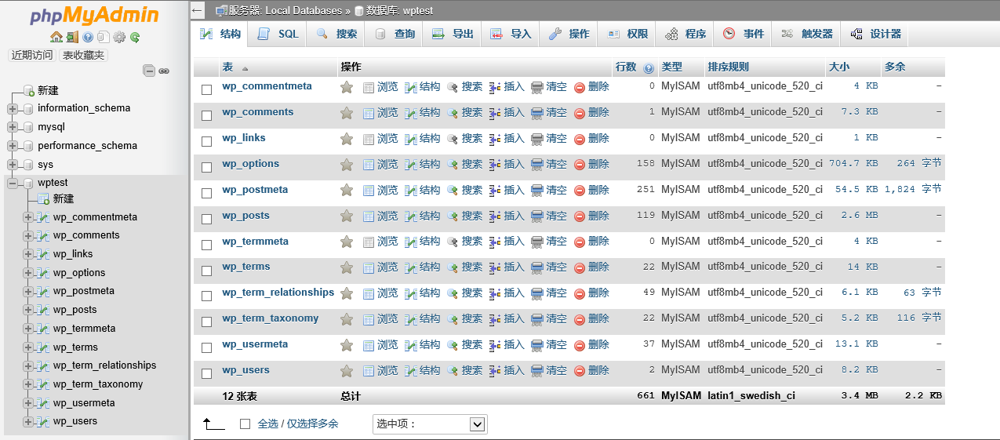 phpMyAdmin
近期访问 表收藏夹
新建
information_schema
mysql
performance_schema
sys
wptest
新建
wp_commentmeta
wp_comments
wp_links
wp_options
wp_postmeta
wp_posts
wp_termmeta
wp_terms
wp_term_relationships
wp_term_taxonomy
wp_usermeta
wp_users
服务器: Local Databases » 数据库: wptest
结构 SQL 搜索 查询 导出 导入 操作 权限 程序 事件 触发器 设计器
表 操作 行数 类型 排序规则 大小 多余
wp_commentmeta 浏览 结构 搜索 插入 清空 删除 0 MyISAM utf8mb4_unicode_520_ci 4 KB -
wp_comments 浏览 结构 搜索 插入 清空 删除 1 MyISAM utf8mb4_unicode_520_ci 7.3 KB -
wp_links 浏览 结构 搜索 插入 清空 删除 0 MyISAM utf8mb4_unicode_520_ci 1 KB -
wp_options 浏览 结构 搜索 插入 清空 删除 158 MyISAM utf8mb4_unicode_520_ci 704.7 KB 264 字节
wp_postmeta 浏览 结构 搜索 插入 清空 删除 251 MyISAM utf8mb4_unicode_520_ci 54.5 KB 1,824 字节
wp_posts 浏览 结构 搜索 插入 清空 删除 119 MyISAM utf8mb4_unicode_520_ci 2.6 MB -
wp_termmeta 浏览 结构 搜索 插入 清空 删除 0 MyISAM utf8mb4_unicode_520_ci 4 KB -
wp_terms 浏览 结构 搜索 插入 清空 删除 22 MyISAM utf8mb4_unicode_520_ci 14 KB -
wp_term_relationships 浏览 结构 搜索 插入 清空 删除 49 MyISAM utf8mb4_unicode_520_ci 6.1 KB 63 字节
wp_term_taxonomy 浏览 结构 搜索 插入 清空 删除 22 MyISAM utf8mb4_unicode_520_ci 5.2 KB 116 字节
wp_usermeta 浏览 结构 搜索 插入 清空 删除 37 MyISAM utf8mb4_unicode_520_ci 13.1 KB -
wp_users 浏览 结构 搜索 插入 清空 删除 2 MyISAM utf8mb4_unicode_520_ci 8.2 KB -
12 张表 总计 661 MyISAM latin1_swedish_ci 3.4 MB 2.2 KB
全选 / 仅选择多余 选中项：